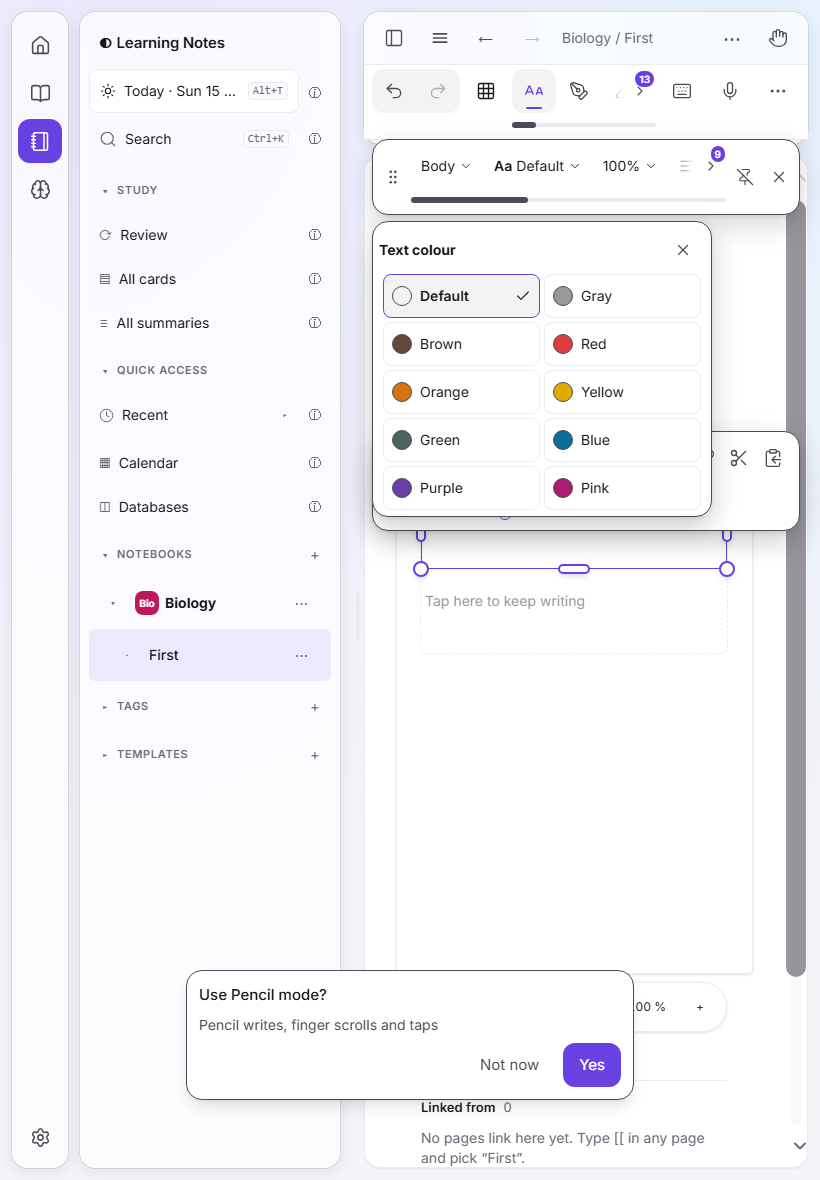 Learning Notes
Today · Sun 15 ...
Alt+T
Search
Ctrl+K
STUDY
Review
All cards
All summaries
QUICK ACCESS
Recent
Calendar
Databases
NOTEBOOKS
+
Bio
Biology
First
TAGS
+
TEMPLATES
+
Biology / First
AA
13
Body
Aa Default
100%
9
Text colour
Default
Gray
Brown
Red
Orange
Yellow
Green
Blue
Purple
Pink
Tap here to keep writing
Use Pencil mode?
Pencil writes, finger scrolls and taps
Not now
Yes
00 %
+
Linked from 0
No pages link here yet. Type [[ in any page
and pick “First”.